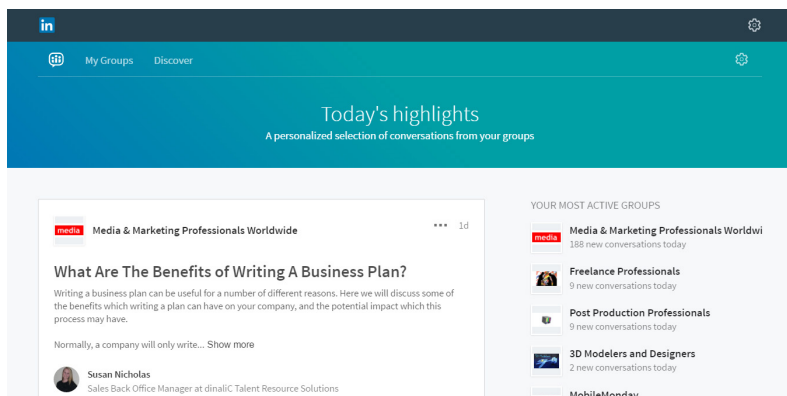 in
My Groups Discover
Today's highlights
A personalized selection of conversations from your groups
media
Media & Marketing Professionals Worldwide
••• 1d
What Are The Benefits of Writing A Business Plan?
Writing a business plan can be useful for a number of different reasons. Here we will discuss some of
the benefits which writing a plan can have on your company, and the potential impact which this
process may have.
Normally, a company will only write... Show more
Susan Nicholas
Sales Back Office Manager at dinaliC Talent Resource Solutions
YOUR MOST ACTIVE GROUPS
media
Media & Marketing Professionals Worldwi
188 new conversations today
Freelance Professionals
9 new conversations today
Post Production Professionals
9 new conversations today
3D Modelers and Designers
2 new conversations today
MobileMonday